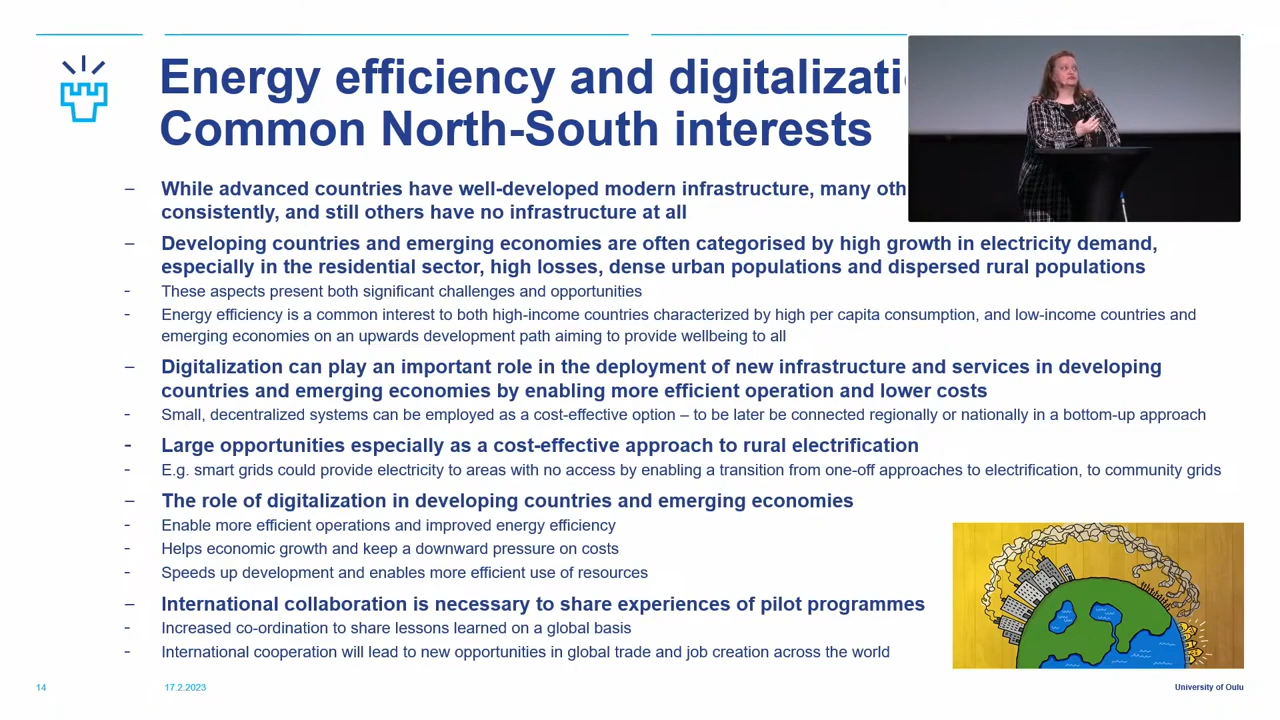 Energy efficiency and digitalizati
Common North-South interests
– While advanced countries have well-developed modern infrastructure, many oth
consistently, and still others have no infrastructure at all
– Developing countries and emerging economies are often categorised by high growth in electricity demand,
especially in the residential sector, high losses, dense urban populations and dispersed rural populations
- These aspects present both significant challenges and opportunities
- Energy efficiency is a common interest to both high-income countries characterized by high per capita consumption, and low-income countries and
emerging economies on an upwards development path aiming to provide wellbeing to all
– Digitalization can play an important role in the deployment of new infrastructure and services in developing
countries and emerging economies by enabling more efficient operation and lower costs
- Small, decentralized systems can be employed as a cost-effective option – to be later be connected regionally or nationally in a bottom-up approach
- Large opportunities especially as a cost-effective approach to rural electrification
- E.g. smart grids could provide electricity to areas with no access by enabling a transition from one-off approaches to electrification, to community grids
– The role of digitalization in developing countries and emerging economies
- Enable more efficient operations and improved energy efficiency
- Helps economic growth and keep a downward pressure on costs
- Speeds up development and enables more efficient use of resources
– International collaboration is necessary to share experiences of pilot programmes
- Increased co-ordination to share lessons learned on a global basis
- International cooperation will lead to new opportunities in global trade and job creation across the world
14
17.2.2023
University of Oulu